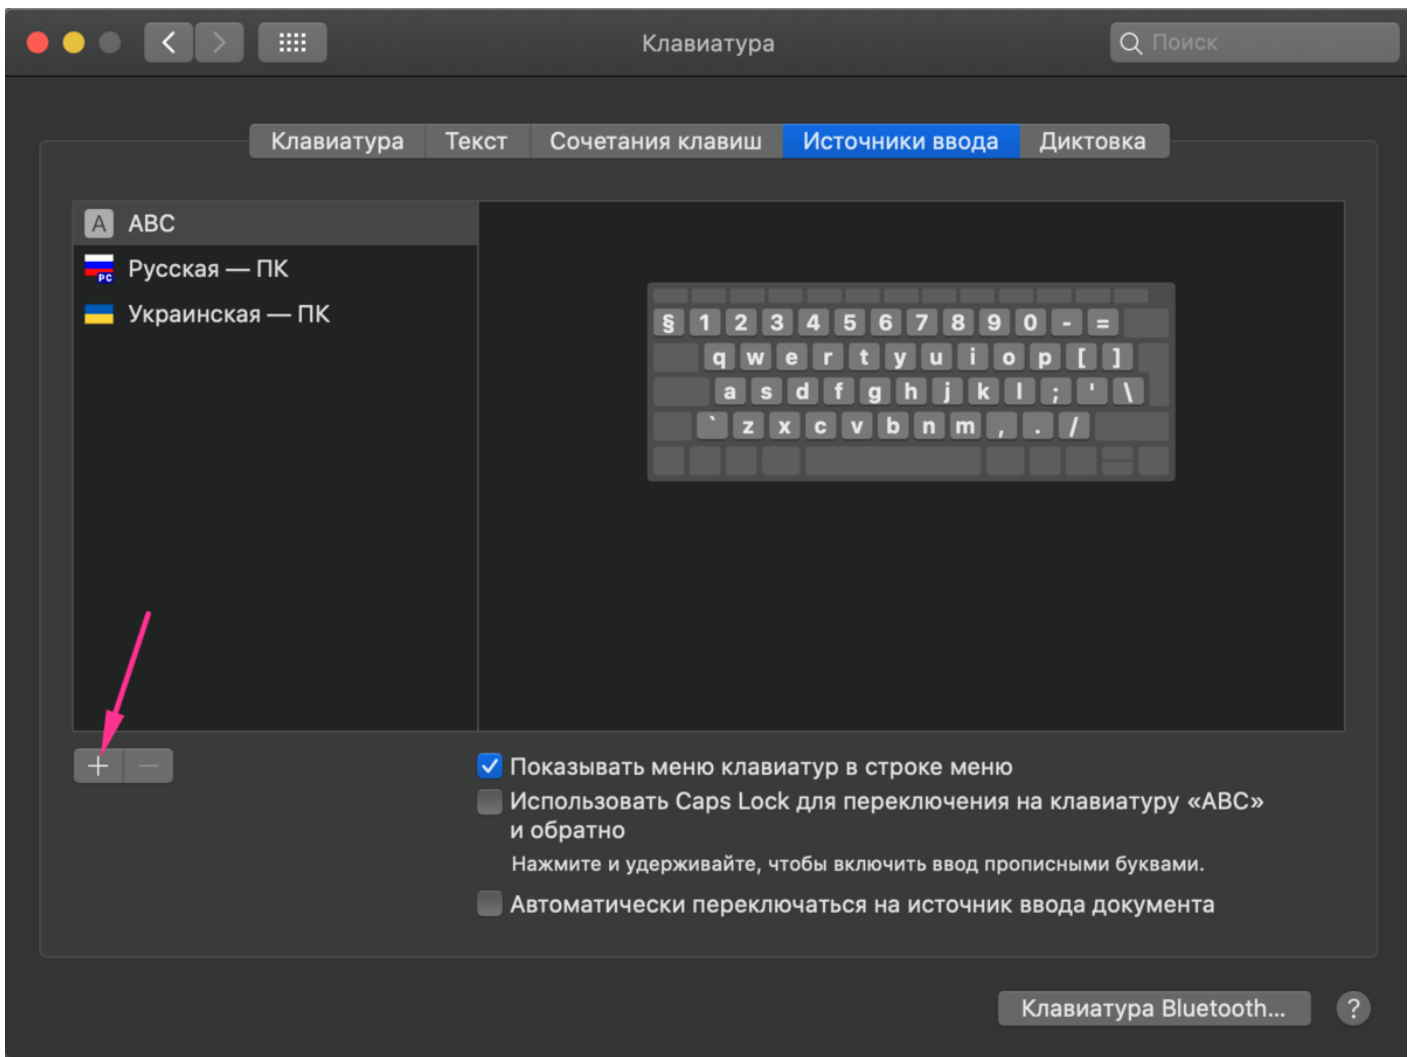 Клавиатура
Поиск
Клавиатура Текст Сочетания клавиш Источники ввода Диктовка
A ABC
PC Русская — ПК
Украинская — ПК
§ 1 2 3 4 5 6 7 8 9 0 - =
q w e r t y u i o p [ ]
a s d f g h j k l ; ' \
` z x c v b n m , . /
+ —
Показывать меню клавиатур в строке меню
Использовать Caps Lock для переключения на клавиатуру «ABC»
и обратно
Нажмите и удерживайте, чтобы включить ввод прописными буквами.
Автоматически переключаться на источник ввода документа
Клавиатура Bluetooth... ?